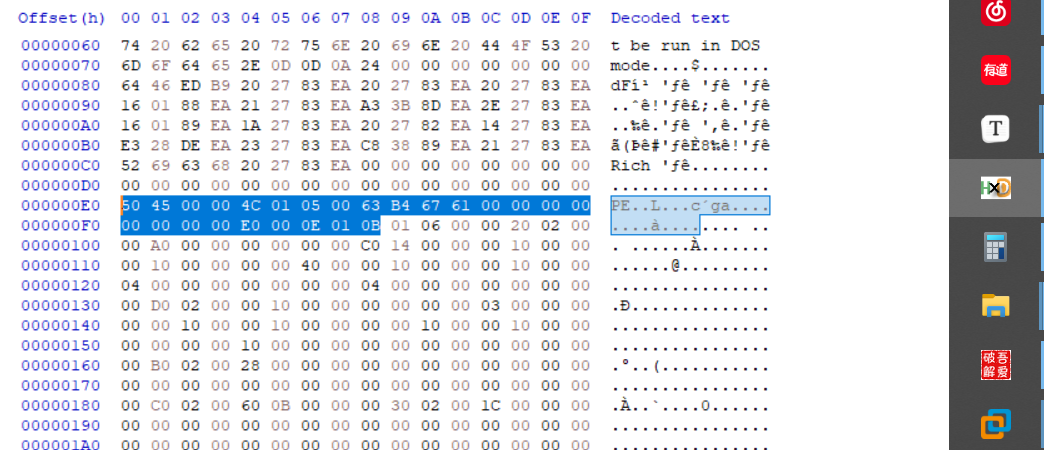 Offset(h) 00 01 02 03 04 05 06 07 08 09 0A 0B 0C 0D 0E 0F Decoded text
00000060 74 20 62 65 20 72 75 6E 20 69 6E 20 44 4F 53 20 t be run in DOS
00000070 6D 6F 64 65 2E 0D 0D 0A 24 00 00 00 00 00 00 00 mode....$.......
00000080 64 46 ED B9 20 27 83 EA 20 27 83 EA 20 27 83 EA dFí¹ 'ƒê 'ƒê 'ƒê
00000090 16 01 88 EA 21 27 83 EA A3 3B 8D EA 2E 27 83 EA ..ˆê!'ƒê£;.ê.'ƒê
000000A0 16 01 89 EA 1A 27 83 EA 20 27 82 EA 14 27 83 EA ..‰ê.'ƒê '‚ê.'ƒê
000000B0 E3 28 DE EA 23 27 83 EA C8 38 89 EA 21 27 83 EA ã(Þê#'ƒêÈ8‰ê!'ƒê
000000C0 52 69 63 68 20 27 83 EA 00 00 00 00 00 00 00 00 Rich 'ƒê........
000000D0 00 00 00 00 00 00 00 00 00 00 00 00 00 00 00 00 ................
000000E0 50 45 00 00 4C 01 05 00 63 B4 67 61 00 00 00 00 PE..L...c´ga....
000000F0 00 00 00 00 E0 00 0E 01 0B 01 06 00 00 20 02 00 ....à........ ..
00000100 00 A0 00 00 00 00 00 00 C0 14 00 00 00 10 00 00 . ......À.......
00000110 00 10 00 00 00 00 40 00 00 10 00 00 00 10 00 00 ......@.........
00000120 04 00 00 00 00 00 00 00 04 00 00 00 00 00 00 00 ................
00000130 00 D0 02 00 00 10 00 00 00 00 00 00 03 00 00 00 .Ð..............
00000140 00 00 10 00 00 10 00 00 00 00 10 00 00 10 00 00 ................
00000150 00 00 00 00 10 00 00 00 00 00 00 00 00 00 00 00 ................
00000160 00 B0 02 00 28 00 00 00 00 00 00 00 00 00 00 00 .°..(...........
00000170 00 00 00 00 00 00 00 00 00 00 00 00 00 00 00 00 ................
00000180 00 C0 02 00 60 0B 00 00 00 30 02 00 1C 00 00 00 .À..`....0......
00000190 00 00 00 00 00 00 00 00 00 00 00 00 00 00 00 00 ................
000001A0 00 00 00 00 00 00 00 00 00 00 00 00 00 00 00 00 ................
有道
T
HxD
破吾
解爱